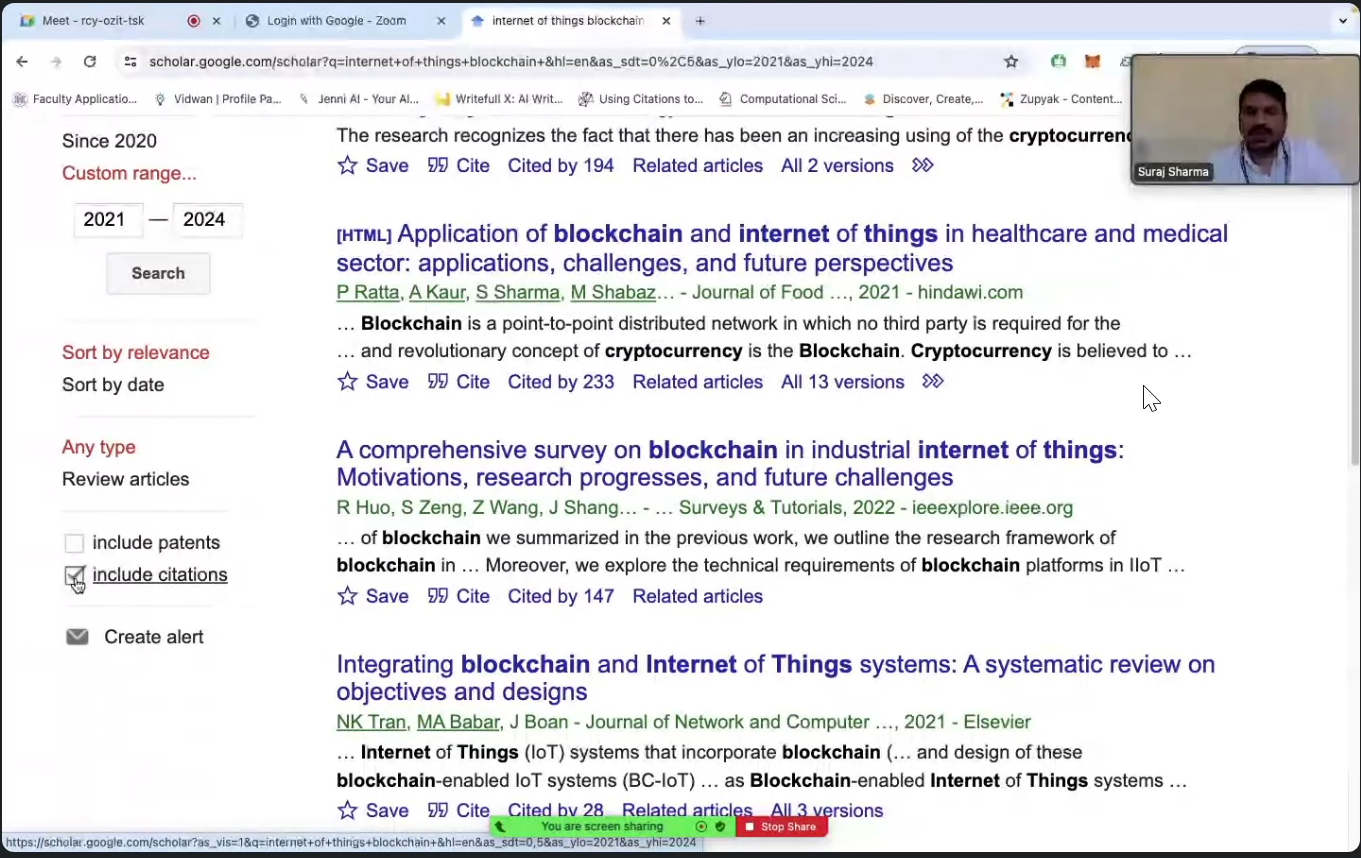 Meet - rcy-ozit-tsk
Login with Google - Zoom
internet of things blockchain
scholar.google.com/scholar?q=internet+of+things+blockchain+&hl=en&as_sdt=0%2C5&as_ylo=2021&as_yhi=2024
Faculty Applicatio...
Vidwan | Profile Pa...
Jenni AI - Your AI...
Writefull X: AI Writ...
Using Citations to...
Computational Sci...
Discover, Create,...
Zupyak - Content...
Suraj Sharma
Since 2020
Custom range...
2021 — 2024
Search
Sort by relevance
Sort by date
Any type
Review articles
include patents
include citations
Create alert
The research recognizes the fact that there has been an increasing using of the
Save Cite Cited by 194 Related articles All 2 versions
[HTML] Application of blockchain and internet of things in healthcare and medical
sector: applications, challenges, and future perspectives
P Ratta, A Kaur, S Sharma, M Shabaz… - Journal of Food …, 2021 - hindawi.com
… Blockchain is a point-to-point distributed network in which no third party is required for the
… and revolutionary concept of cryptocurrency is the Blockchain. Cryptocurrency is believed to …
Save Cite Cited by 233 Related articles All 13 versions
A comprehensive survey on blockchain in industrial internet of things:
Motivations, research progresses, and future challenges
R Huo, S Zeng, Z Wang, J Shang… - … Surveys & Tutorials, 2022 - ieeexplore.ieee.org
… of blockchain we summarized in the previous work, we outline the research framework of
blockchain in … Moreover, we explore the technical requirements of blockchain platforms in IIoT …
Save Cite Cited by 147 Related articles
Integrating blockchain and Internet of Things systems: A systematic review on
objectives and designs
NK Tran, MA Babar, J Boan - Journal of Network and Computer …, 2021 - Elsevier
… Internet of Things (IoT) systems that incorporate blockchain (… and design of these
blockchain-enabled IoT systems (BC-IoT) … as Blockchain-enabled Internet of Things systems …
Save Cite Cited by 28 Related articles All 3 versions
You are screen sharing
Stop Share
https://scholar.google.com/scholar?as_vis=1&q=internet+of+things+blockchain+&hl=en&as_sdt=0,5&as_ylo=2021&as_yhi=2024